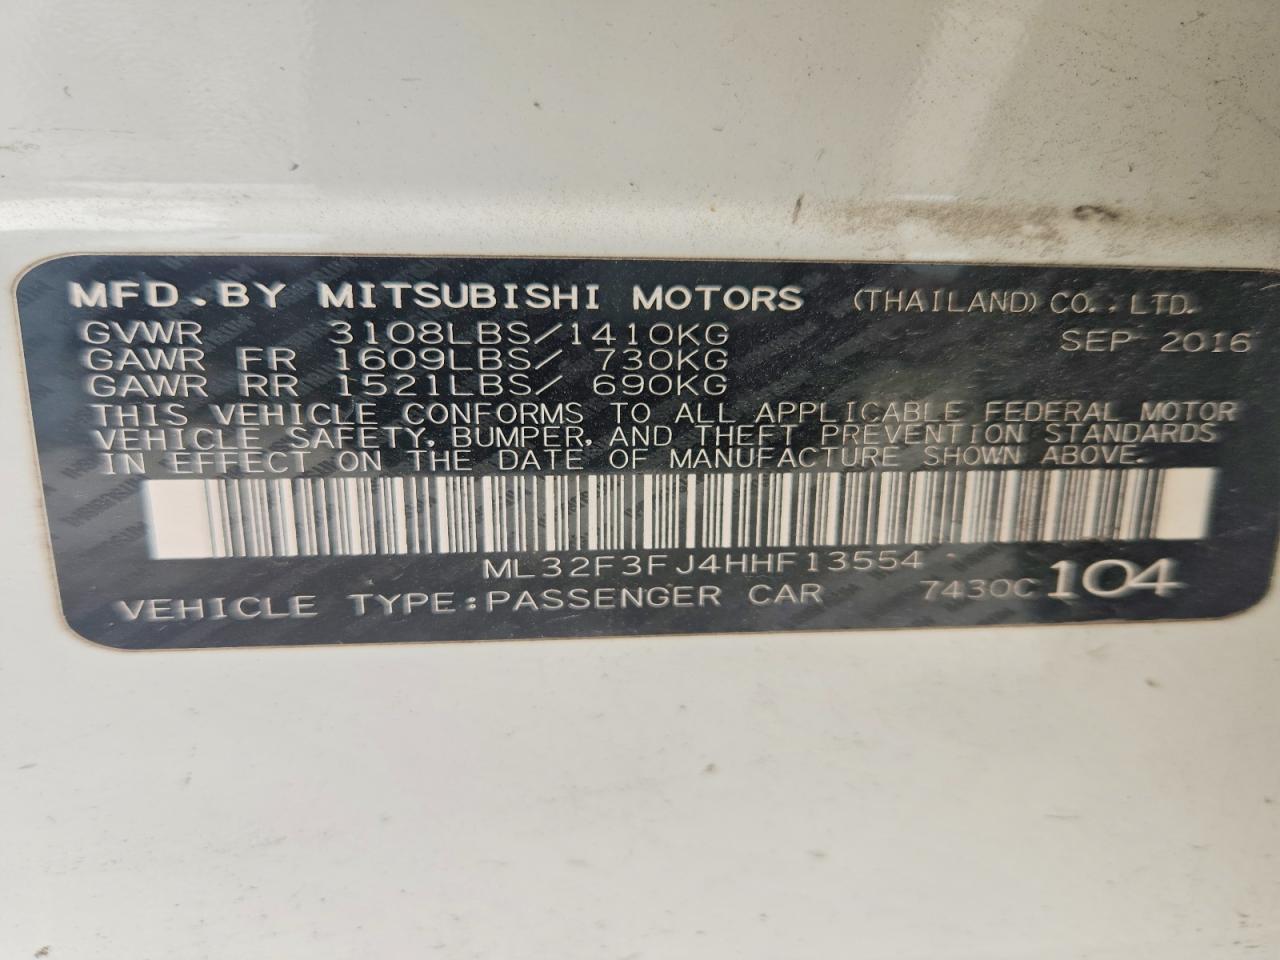 MFD.BY MITSUBISHI MOTORS (THAILAND) CO., LTD.
GVWR 3108LBS/1410KG SEP 2016
GAWR FR 1609LBS/ 730KG
GAWR RR 1521LBS/ 690KG
THIS VEHICLE CONFORMS TO ALL APPLICABLE FEDERAL MOTOR
VEHICLE SAFETY, BUMPER, AND THEFT PREVENTION STANDARDS
IN EFFECT ON THE DATE OF MANUFACTURE SHOWN ABOVE.
ML32F3FJ4HHF13554
VEHICLE TYPE:PASSENGER CAR 7430C 104